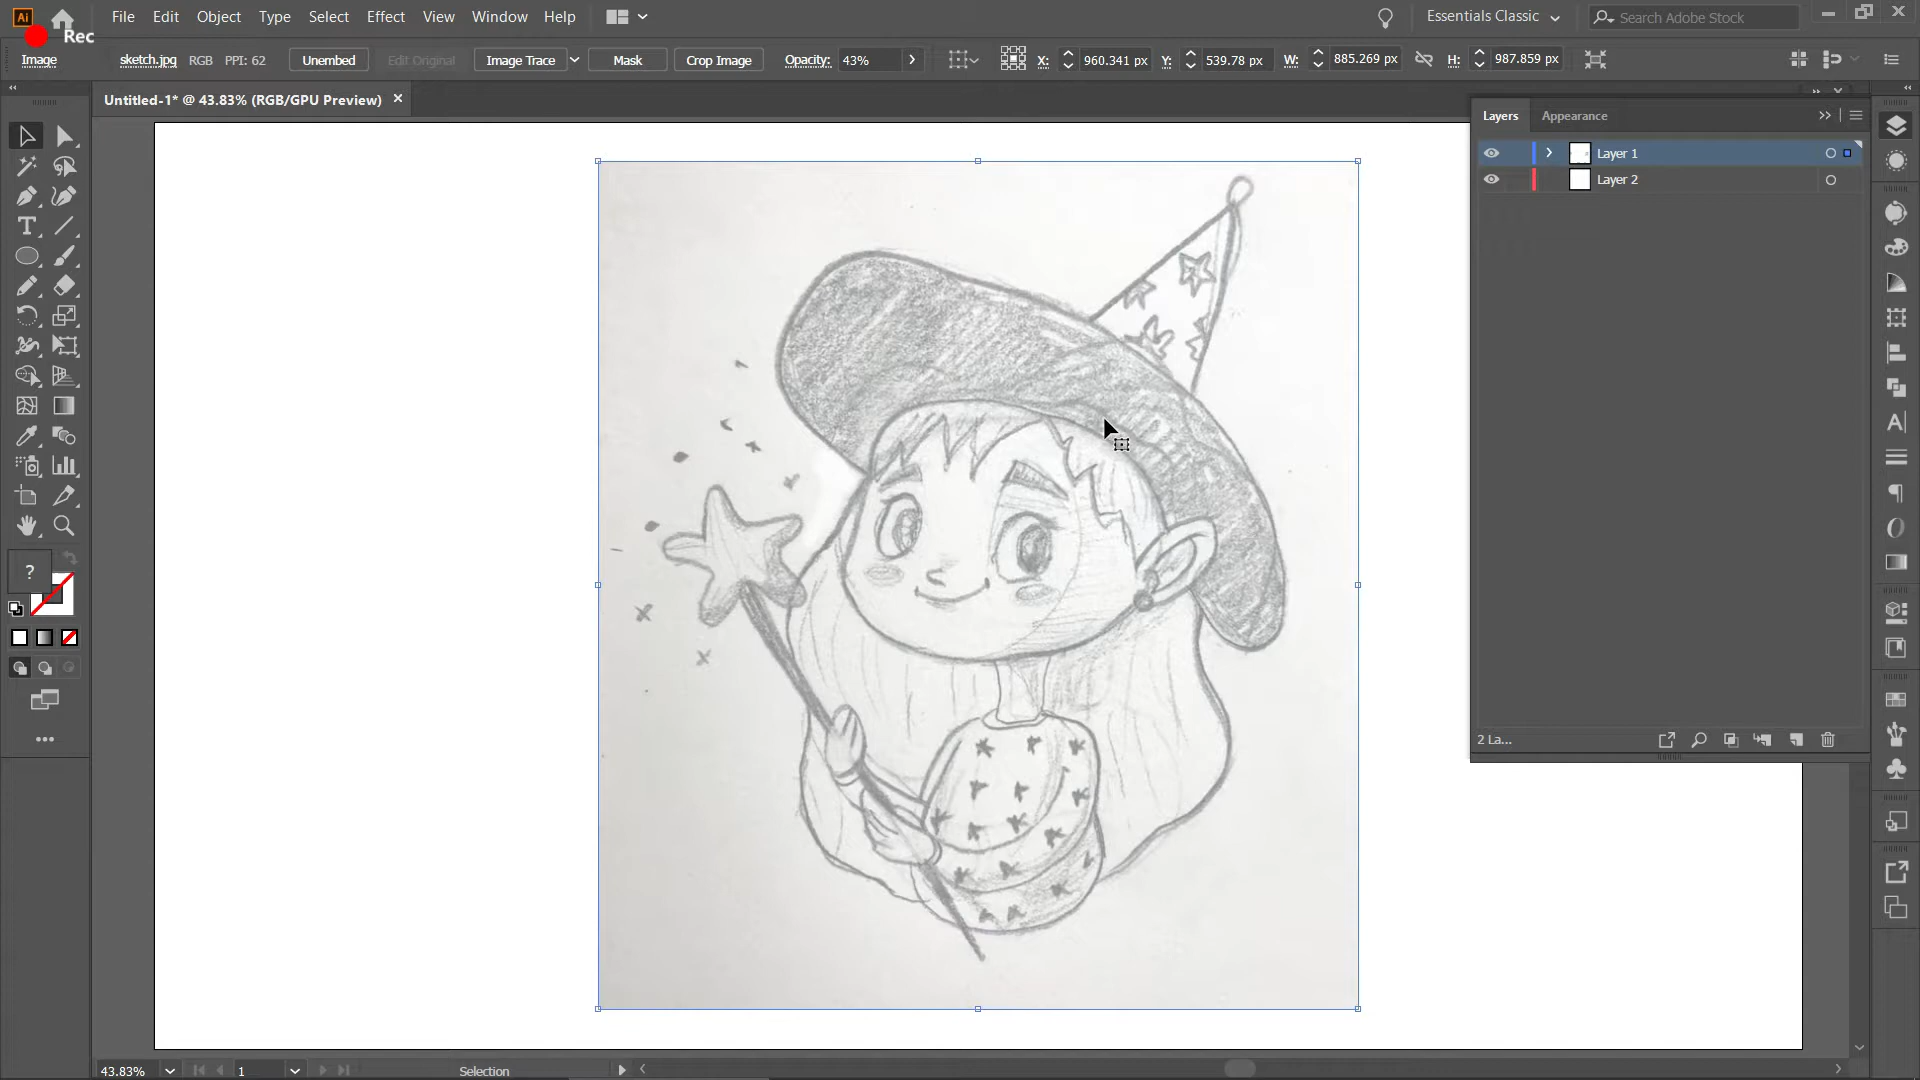 Ai File Edit Object Type Select Effect View Window Help Essentials Classic Search Adobe Stock
Rec
Image sketch.jpg RGB PPI: 62 Unembed Edit Original Image Trace Mask Crop Image Opacity: 43% X: 960.341 px Y: 539.78 px W: 885.269 px H: 987.859 px
Untitled-1* @ 43.83% (RGB/GPU Preview)
Layers Appearance
Layer 1
Layer 2
?
2 La...
43.83% 1 Selection